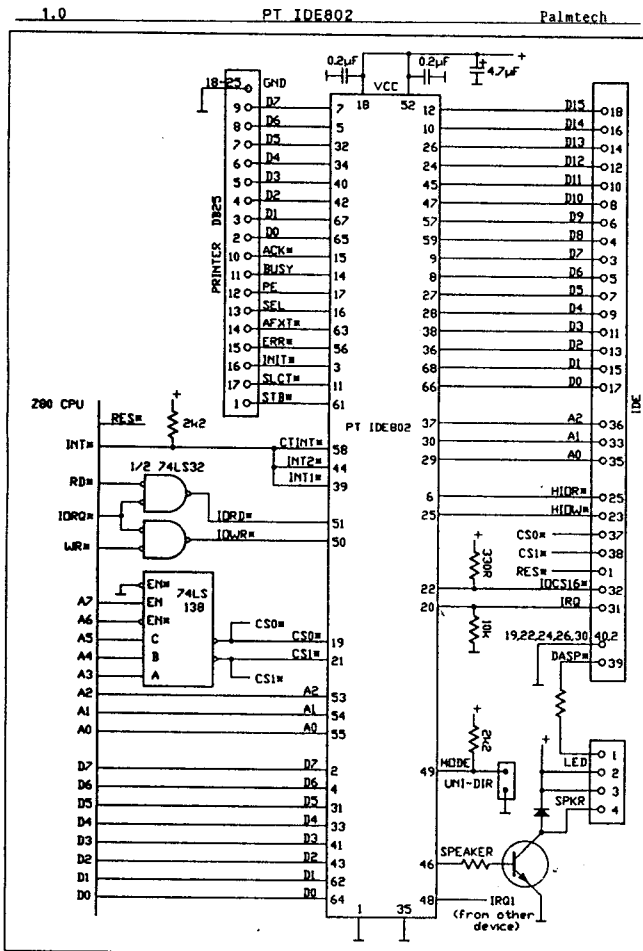 1.0 PT IDE802 Palmtech
0.2µF VCC 0.2µF + 4.7µF
18 52
PRINTER DB25
18-25 GND
9 D7 7
8 D6 5
7 D5 32
6 D4 34
5 D3 40
4 D2 42
3 D1 67
2 D0 65
10 ACK* 15
11 BUSY 14
12 PE 17
13 SEL 16
14 AFXT* 63
15 ERR* 56
16 INIT* 3
17 SLCT* 11
1 STB* 61
PT IDE802
IDE
12 D15 18
10 D14 16
26 D13 14
24 D12 12
45 D11 10
47 D10 8
57 D9 6
59 D8 4
9 D7 3
8 D6 5
27 D5 7
28 D4 9
38 D3 11
36 D2 13
68 D1 15
66 D0 17
37 A2 36
30 A1 33
29 A0 35
6 HIOR* 25
25 HIOW* 23
CS0* 37
CS1* 38
RES* 1
330R
22 IOCS16* 32
20 IRQ 31
10k
19,22,24,26,30,40,2
DASP* 39
Z80 CPU
RES*
+
2k2
INT* CTINT* 58
INT2* 44
INT1* 39
1/2 74LS32
RD*
IORQ* IORD* 51
WR* IOWR* 50
EN* 74LS
138
A7 EN
A6 EN*
A5 C CS0* CS0* 19
A4 B CS1* 21
A3 A CS1*
A2 A2 53
A1 A1 54
A0 A0 55
D7 D7 2
D6 D6 4
D5 D5 31
D4 D4 33
D3 D3 41
D2 D2 43
D1 D1 62
D0 D0 64
1 35
+
2k2
49 MODE
UNI-DIR
+
LED
SPKR
1
2
3
4
46 SPEAKER
48 IRQ1
(from other
device)